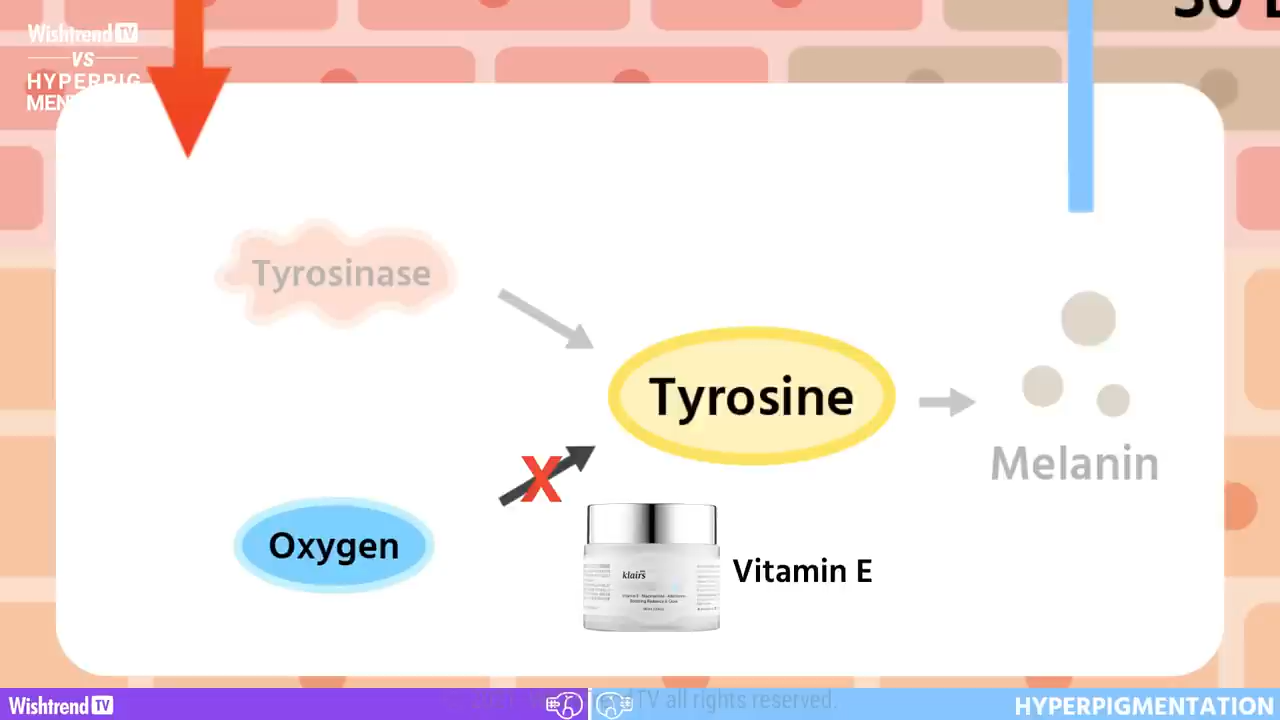 Wishtrend TV
VS
HYPERPIG
MEN
Tyrosinase
Tyrosine
Melanin
Oxygen
klairs
Vitamin E
Wishtrend TV
TV all rights reserved.
HYPERPIGMENTATION